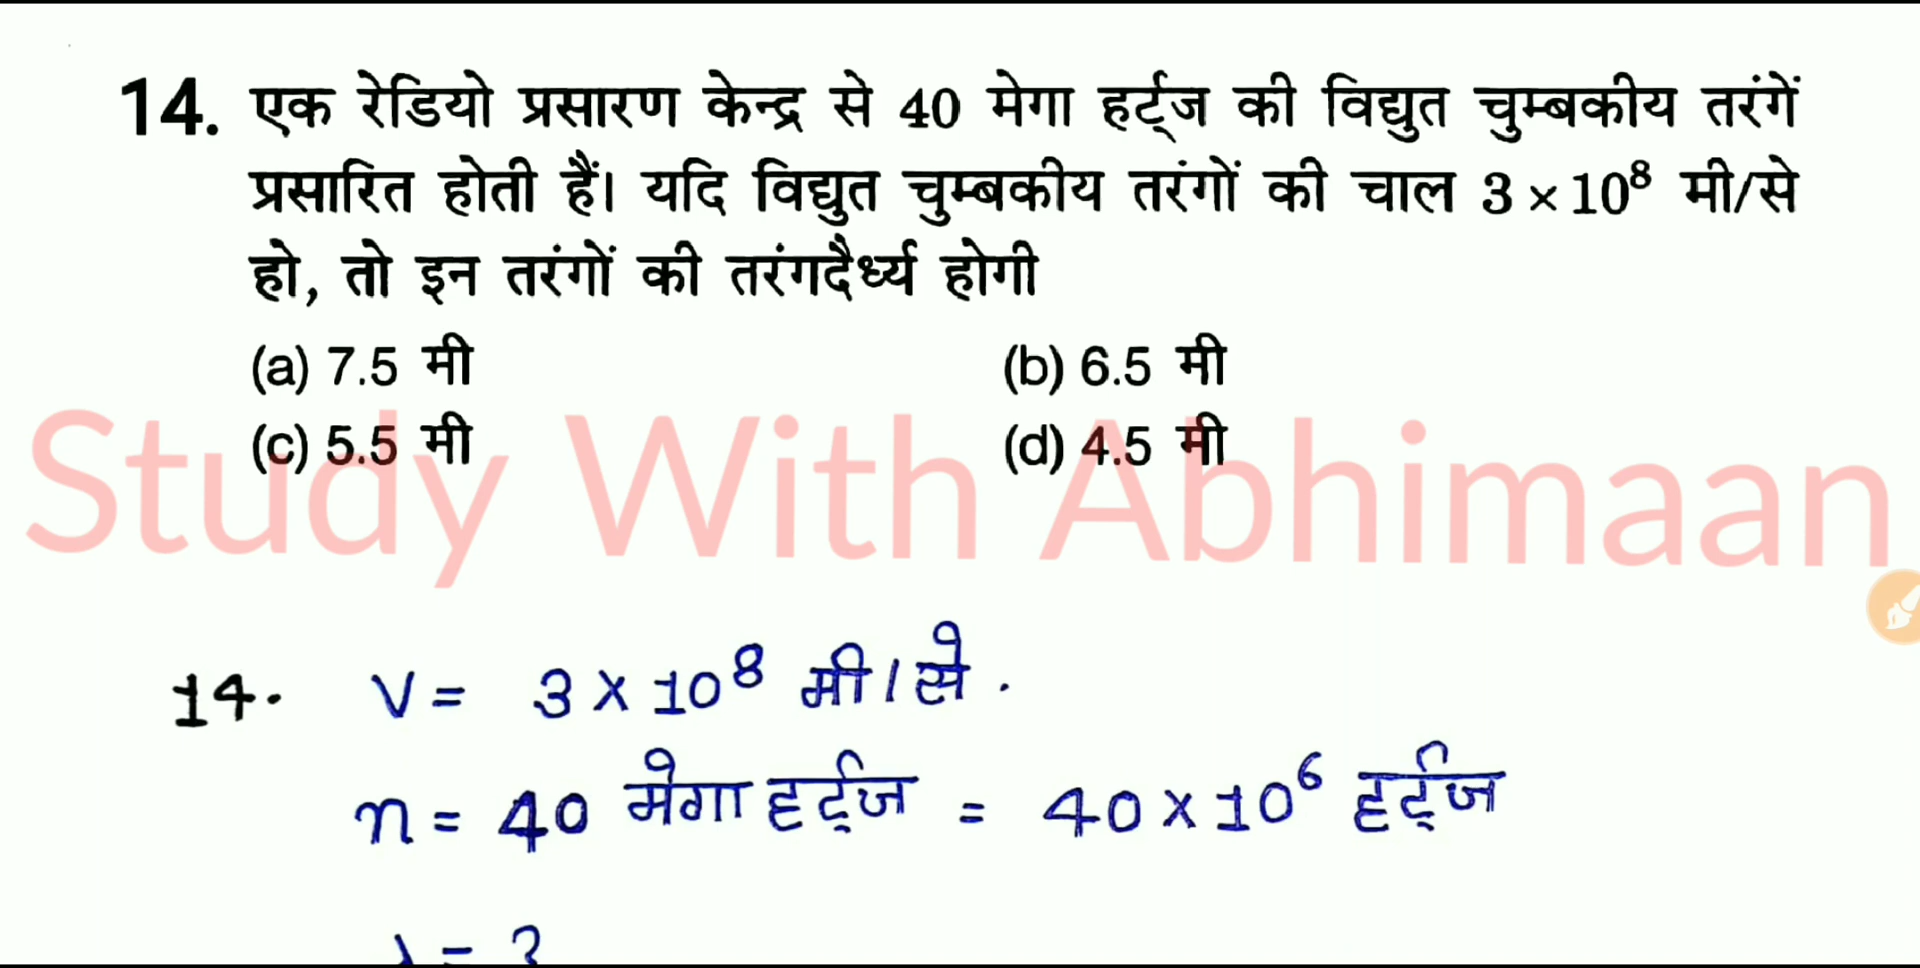 14. एक रेडियो प्रसारण केन्द्र से 40 मेगा हर्ट्ज की विद्युत चुम्बकीय तरंगें
प्रसारित होती हैं। यदि विद्युत चुम्बकीय तरंगों की चाल 3 × 10⁸ मी/से
हो, तो इन तरंगों की तरंगदैर्ध्य होगी
(a) 7.5 मी (b) 6.5 मी
(c) 5.5 मी (d) 4.5 मी
Study With Abhimaan
14. V = 3 × 10⁸ मी/से.
n = 40 मेगा हर्ट्ज = 40 × 10⁶ हर्ट्ज
λ = ?